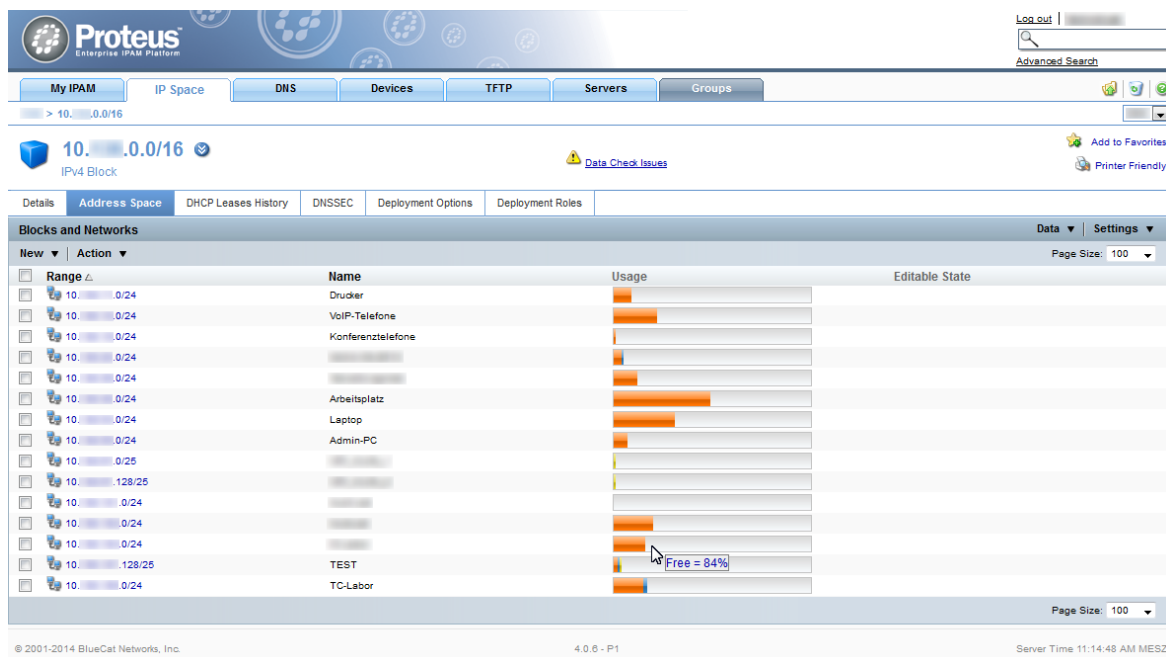 Log out |
Proteus™
Enterprise IPAM Platform
Advanced Search
My IPAM IP Space DNS Devices TFTP Servers Groups
> 10. .0.0/16
10. .0.0/16
IPv4 Block
Data Check Issues
Add to Favorites
Printer Friendly
Details Address Space DHCP Leases History DNSSEC Deployment Options Deployment Roles
Blocks and Networks Data ▼ | Settings ▼
New ▼ | Action ▼ Page Size: 100
Range △ Name Usage Editable State
10. .0/24 Drucker
10. .0/24 VoIP-Telefone
10. .0/24 Konferenztelefone
10. .0/24
10. .0/24
10. .0/24 Arbeitsplatz
10. .0/24 Laptop
10. .0/24 Admin-PC
10. .0/25
10. .128/25
10. .0/24
10. .0/24
10. .0/24
10. .128/25 TEST Free = 84%
10. .0/24 TC-Labor
Page Size: 100
© 2001-2014 BlueCat Networks, Inc. 4.0.6 - P1 Server Time 11:14:48 AM MESZ